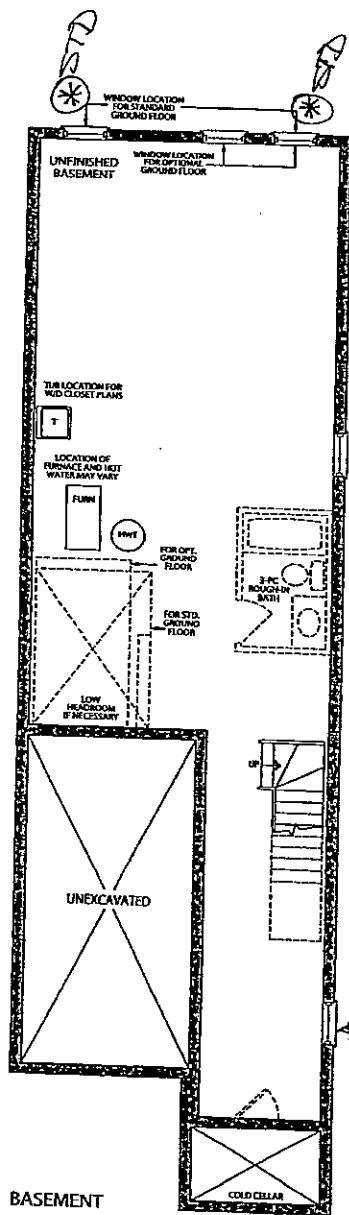 WINDOW LOCATION
FOR STANDARD
GROUND FLOOR
UNFINISHED
BASEMENT
WINDOW LOCATION
FOR OPTIONAL
GROUND FLOOR
TUB LOCATION FOR
W/D CLOSET PLANS
T
LOCATION OF
FURNACE AND HOT
WATER MAY VARY
FURN
HWT
FOR OPT.
GROUND
FLOOR
3-PC
ROUGH-IN
BATH
FOR STD.
GROUND
FLOOR
LOW
HEADROOM
IF NECESSARY
UP
UNEXCAVATED
COLD CELLAR
BASEMENT